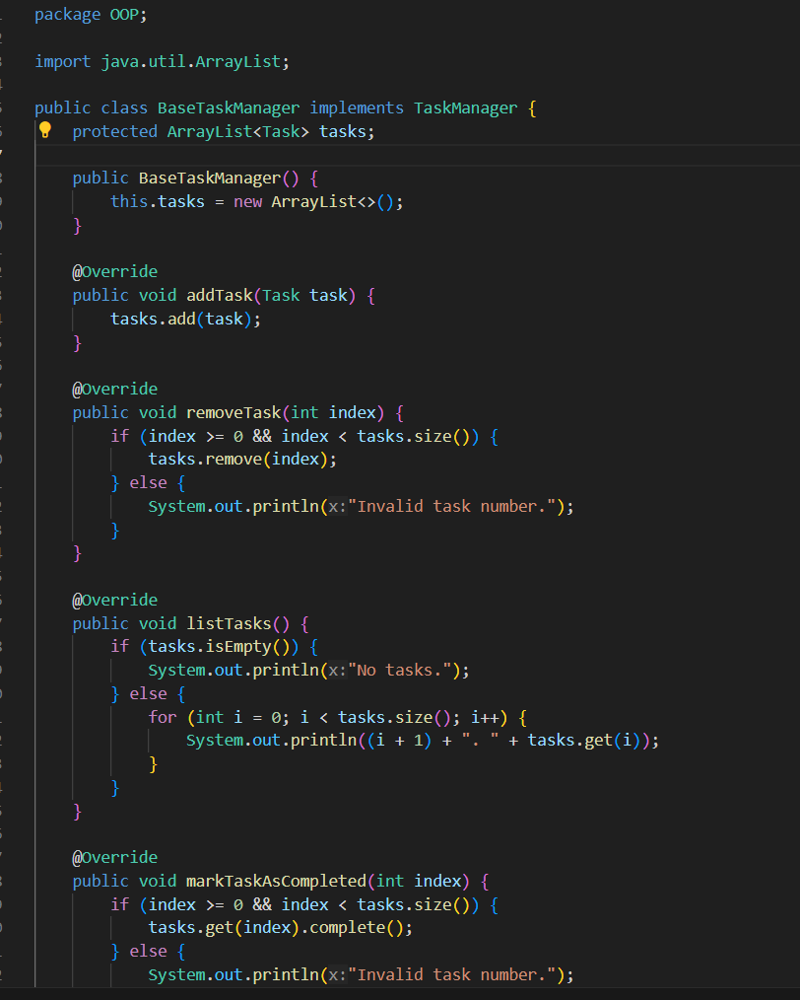 package OOP;
import java.util.ArrayList;
public class BaseTaskManager implements TaskManager {
    protected ArrayList<Task> tasks;
    public BaseTaskManager() {
        this.tasks = new ArrayList<>();
    }
    @Override
    public void addTask(Task task) {
        tasks.add(task);
    }
    @Override
    public void removeTask(int index) {
        if (index >= 0 && index < tasks.size()) {
            tasks.remove(index);
        } else {
            System.out.println(x:"Invalid task number.");
        }
    }
    @Override
    public void listTasks() {
        if (tasks.isEmpty()) {
            System.out.println(x:"No tasks.");
        } else {
            for (int i = 0; i < tasks.size(); i++) {
                System.out.println((i + 1) + ". " + tasks.get(i));
            }
        }
    }
    @Override
    public void markTaskAsCompleted(int index) {
        if (index >= 0 && index < tasks.size()) {
            tasks.get(index).complete();
        } else {
            System.out.println(x:"Invalid task number.");